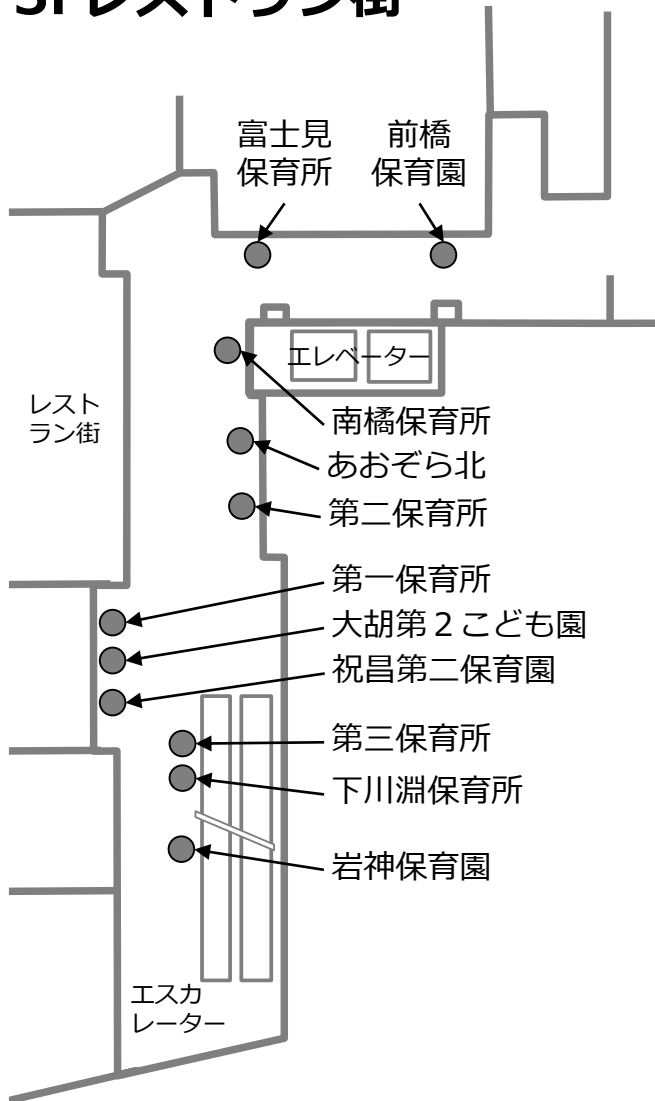 レストラン街
富士見
保育所
前橋
保育園
エレベーター
レスト
ラン街
南橘保育所
あおぞら北
第二保育所
第一保育所
大胡第２こども園
祝昌第二保育園
第三保育所
下川淵保育所
岩神保育園
エスカ
レーター